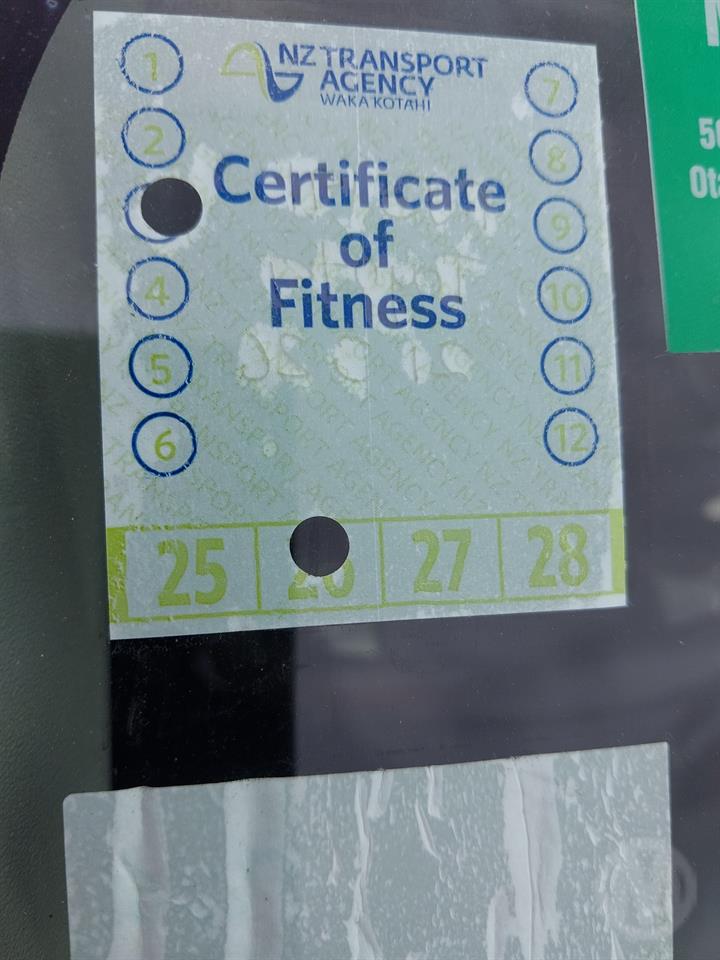 NZ TRANSPORT
AGENCY
WAKA KOTAHI
Certificate
of
Fitness
1
2
4
5
6
7
8
9
10
11
12
25
27
28